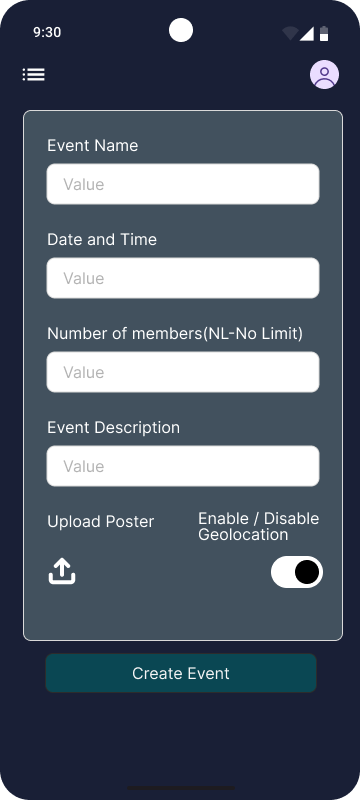 9:30
Event Name
Value
Date and Time
Value
Number of members(NL-No Limit)
Value
Event Description
Value
Upload Poster
Enable / Disable
Geolocation
Create Event